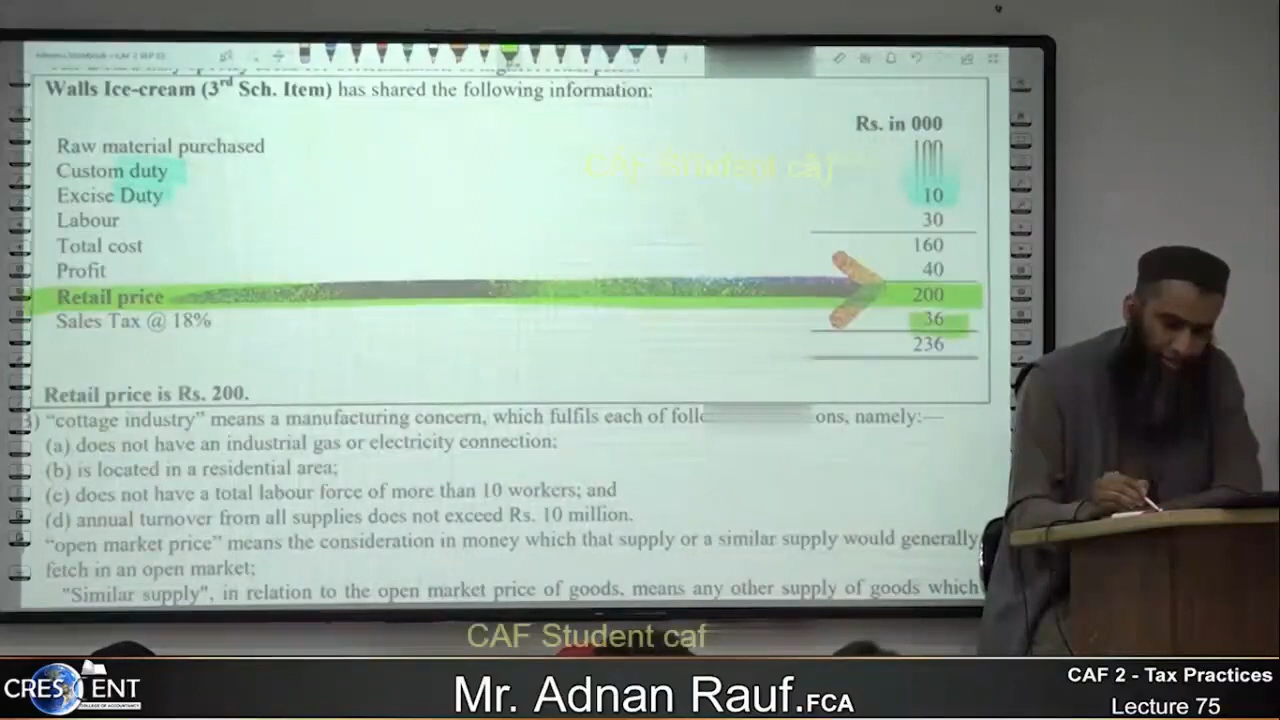 Walls Ice-cream (3rd Sch. Item) has shared the following information:
Rs. in 000
Raw material purchased 100
Custom duty
Excise Duty 10
Labour 30
Total cost 160
Profit 40
Retail price 200
Sales Tax @ 18% 36
236
Retail price is Rs. 200.
"cottage industry" means a manufacturing concern, which fulfils each of namely:—
(a) does not have an industrial gas or electricity connection;
(b) is located in a residential area;
(c) does not have a total labour force of more than 10 workers; and
(d) annual turnover from all supplies does not exceed Rs. 10 million.
"open market price" means the consideration in money which that supply or a similar supply would generally
fetch in an open market;
"Similar supply", in relation to the open market price of goods, means any other supply of goods which
CAF Student caf
CRESCENT
COLLEGE OF ACCOUNTANCY
Mr. Adnan Rauf.FCA
CAF 2 - Tax Practices
Lecture 75